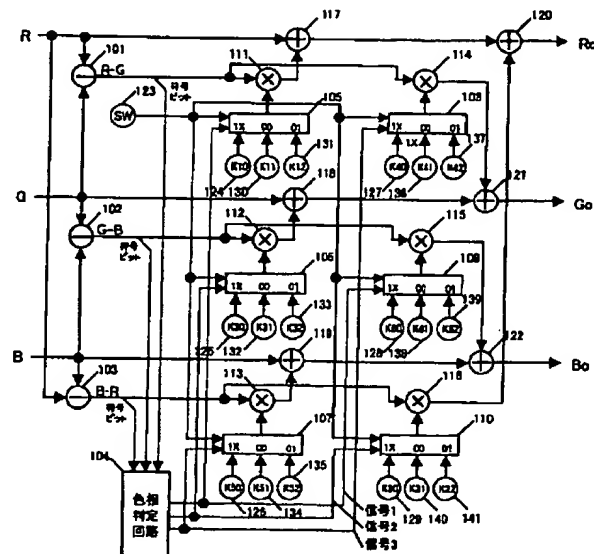 117
120
R
Ro
101
111
114
R-G
符号
ビット
123
SW
105
108
1X 00 01
1X 00 01
131
1X
137
K10 K11 K12
K40 K41 K42
124 130
127 136
118
121
G
Go
102
112
115
G-B
符号
ビット
106
109
1X 00 01
1X 00 01
133
139
K30 K31 K32
K60 K61 K62
125 132
128 138
119
122
B
Bo
103
113
116
B-R
符号
ビット
107
110
104
1X 00 01
1X 00 01
135
色相
判定
回路
K50 K51 K52
126 134
129 140 141
信号1
信号2
信号3